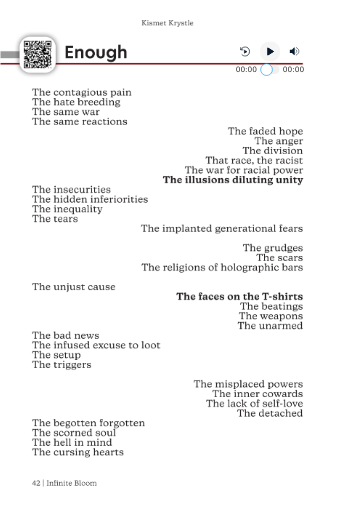 Kismet Krystle
Enough
00:00 00:00
The contagious pain
The hate breeding
The same war
The same reactions
The faded hope
The anger
The division
That race, the racist
The war for racial power
The illusions diluting unity
The insecurities
The hidden inferiorities
The inequality
The tears
The implanted generational fears
The grudges
The scars
The religions of holographic bars
The unjust cause
The faces on the T-shirts
The beatings
The weapons
The unarmed
The bad news
The infused excuse to loot
The setup
The triggers
The misplaced powers
The inner cowards
The lack of self-love
The detached
The begotten forgotten
The scorned soul
The hell in mind
The cursing hearts
42 | Infinite Bloom